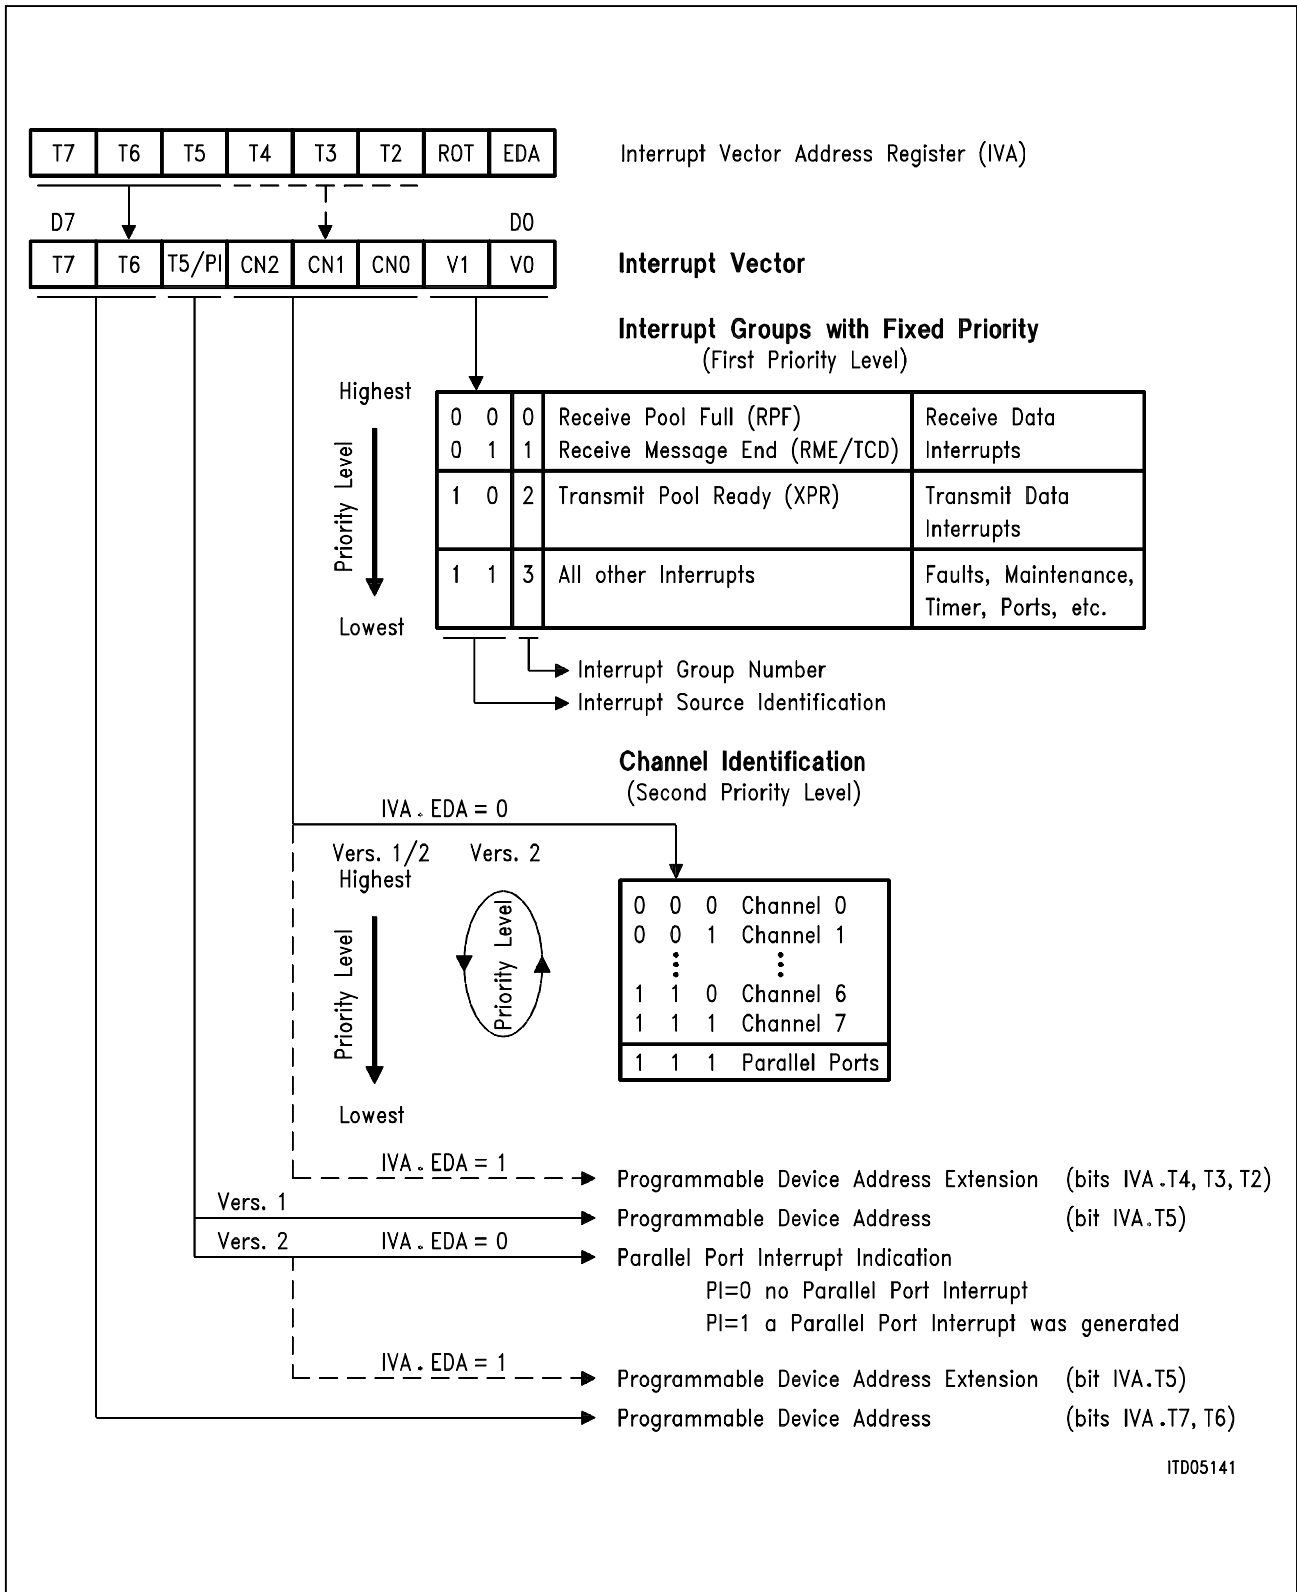 T7 T6 T5 T4 T3 T2 ROT EDA Interrupt Vector Address Register (IVA)
D7 D0
T7 T6 T5/PI CN2 CN1 CN0 V1 V0 Interrupt Vector
Interrupt Groups with Fixed Priority
(First Priority Level)
Highest
Priority Level
Lowest
0 0 0 Receive Pool Full (RPF) Receive Data
0 1 1 Receive Message End (RME/TCD) Interrupts
1 0 2 Transmit Pool Ready (XPR) Transmit Data
Interrupts
1 1 3 All other Interrupts Faults, Maintenance,
Timer, Ports, etc.
Interrupt Group Number
Interrupt Source Identification
Channel Identification
(Second Priority Level)
IVA.EDA = 0
Vers. 1/2 Vers. 2
Highest
Priority Level
Priority Level
Lowest
0 0 0 Channel 0
0 0 1 Channel 1
1 1 0 Channel 6
1 1 1 Channel 7
1 1 1 Parallel Ports
IVA.EDA = 1 Programmable Device Address Extension (bits IVA.T4, T3, T2)
Vers. 1 Programmable Device Address (bit IVA.T5)
Vers. 2 IVA.EDA = 0 Parallel Port Interrupt Indication
PI=0 no Parallel Port Interrupt
PI=1 a Parallel Port Interrupt was generated
IVA.EDA = 1 Programmable Device Address Extension (bit IVA.T5)
Programmable Device Address (bits IVA.T7, T6)
ITD05141